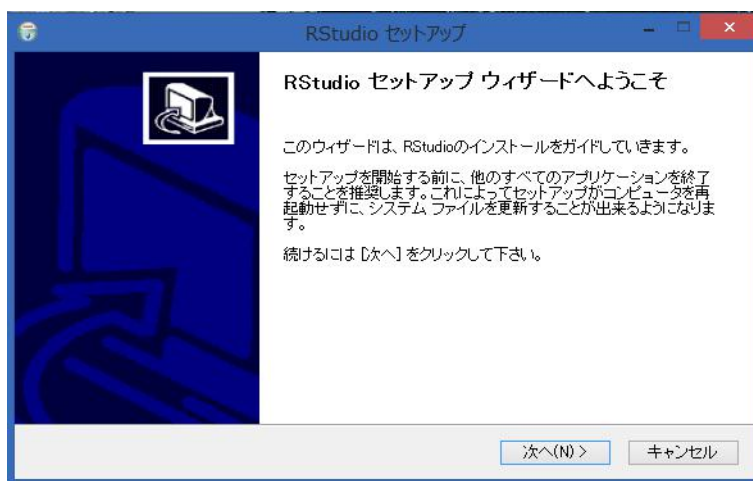 RStudio セットアップ
RStudio セットアップ ウィザードへようこそ
このウィザードは、RStudioのインストールをガイドしていきます。
セットアップを開始する前に、他のすべてのアプリケーションを終了
することを推奨します。これによってセットアップがコンピュータを再
起動せずに、システム ファイルを更新することが出来るようになりま
す。
続けるには [次へ] をクリックして下さい。
次へ(N) >
キャンセル